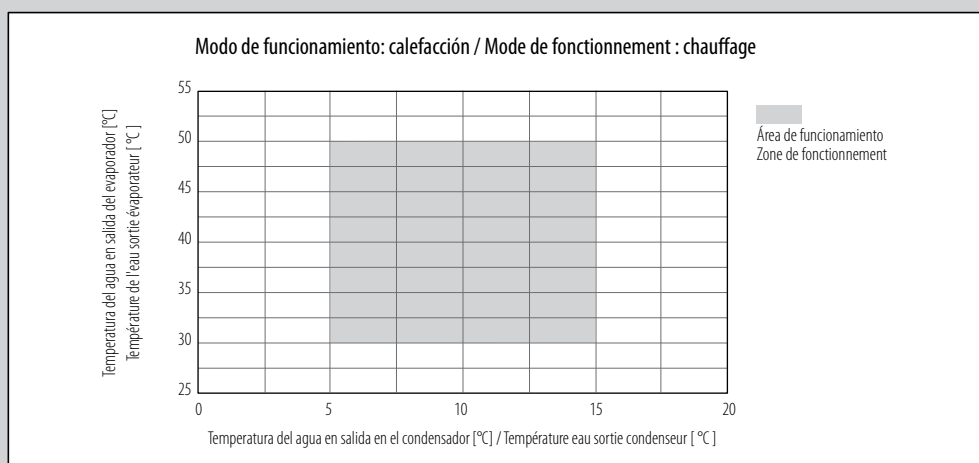 Modo de funcionamiento: calefacción / Mode de fonctionnement : chauffage
Temperatura del agua en salida del evaporador [°C]
Température de l'eau sortie évaporateur [ °C ]
55
50
45
40
35
30
25
0 5 10 15 20
Temperatura del agua en salida en el condensador [°C] / Température eau sortie condenseur [ °C ]
Área de funcionamiento
Zone de fonctionnement